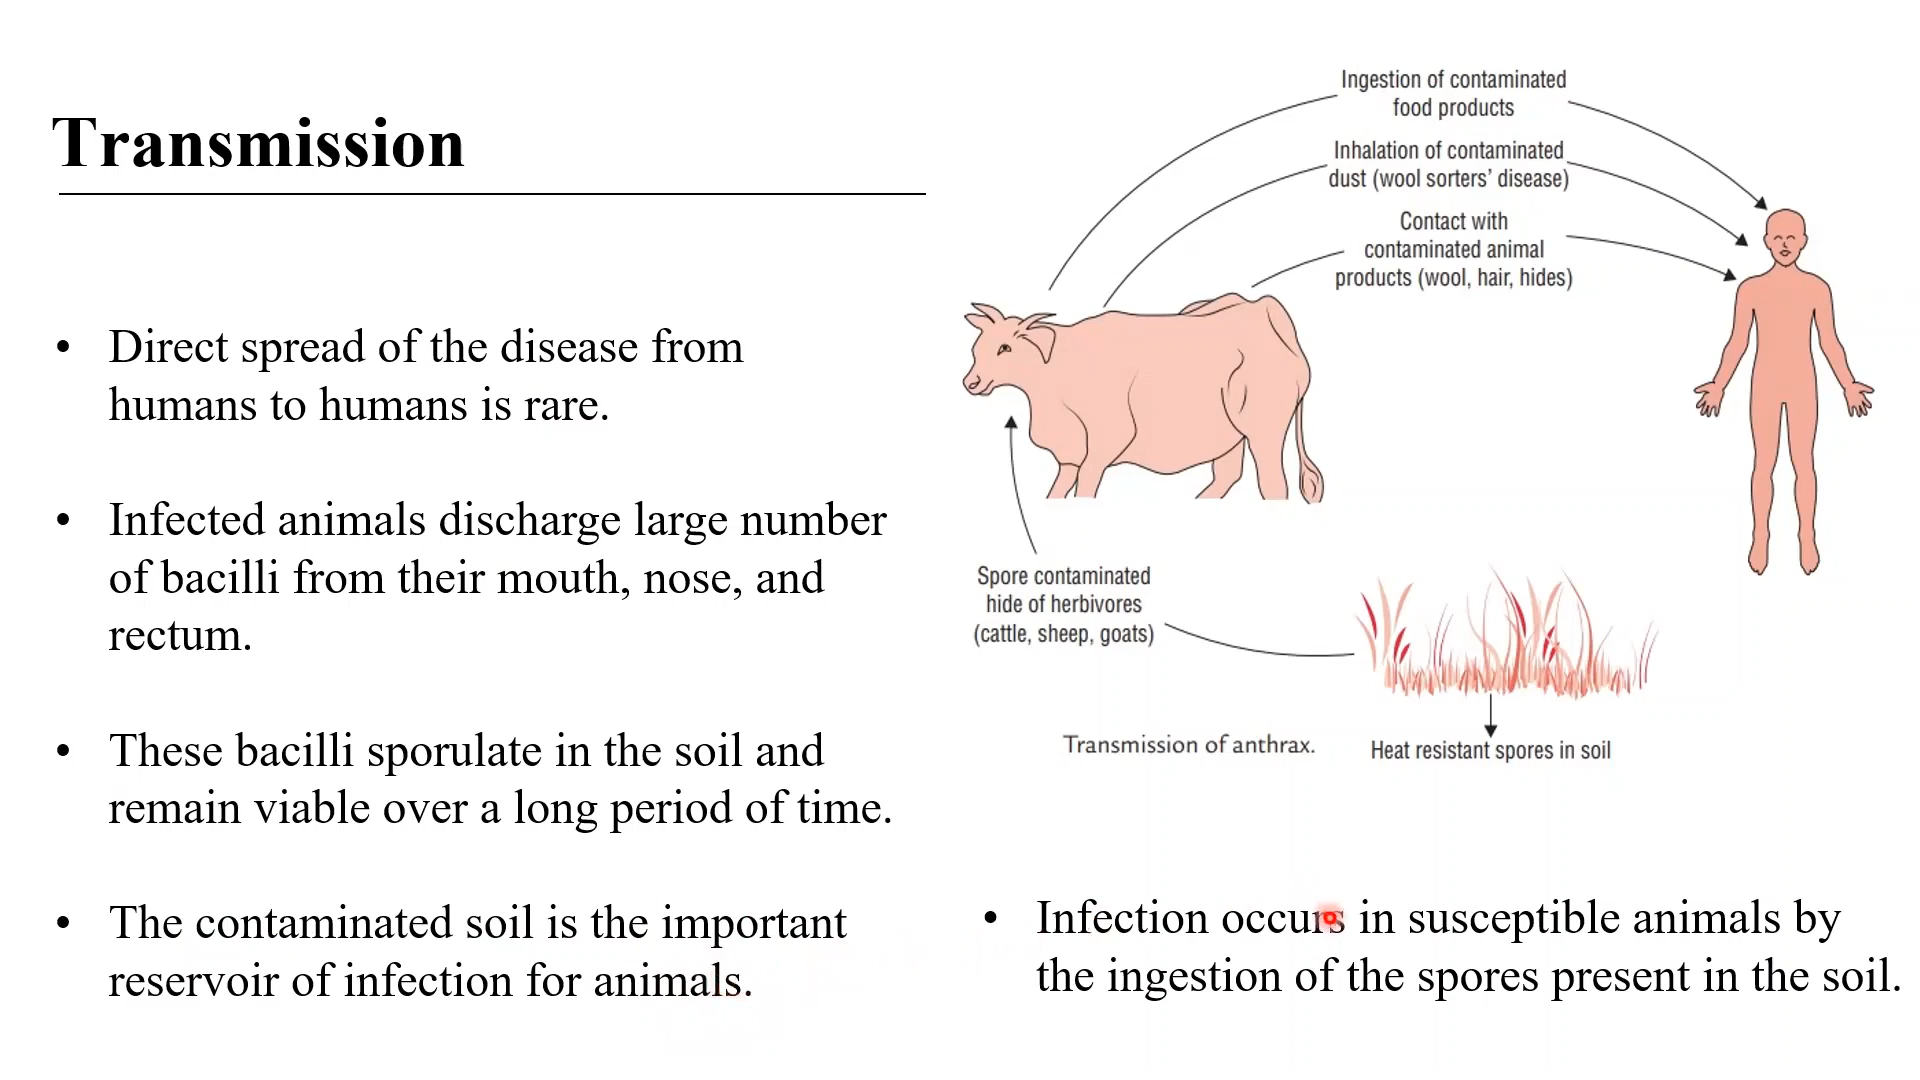 Transmission
• Direct spread of the disease from
humans to humans is rare.
• Infected animals discharge large number
of bacilli from their mouth, nose, and
rectum.
• These bacilli sporulate in the soil and
remain viable over a long period of time.
• The contaminated soil is the important
reservoir of infection for animals.
Ingestion of contaminated
food products
Inhalation of contaminated
dust (wool sorters’ disease)
Contact with
contaminated animal
products (wool, hair, hides)
Spore contaminated
hide of herbivores
(cattle, sheep, goats)
Transmission of anthrax.
Heat resistant spores in soil
• Infection occurs in susceptible animals by
the ingestion of the spores present in the soil.